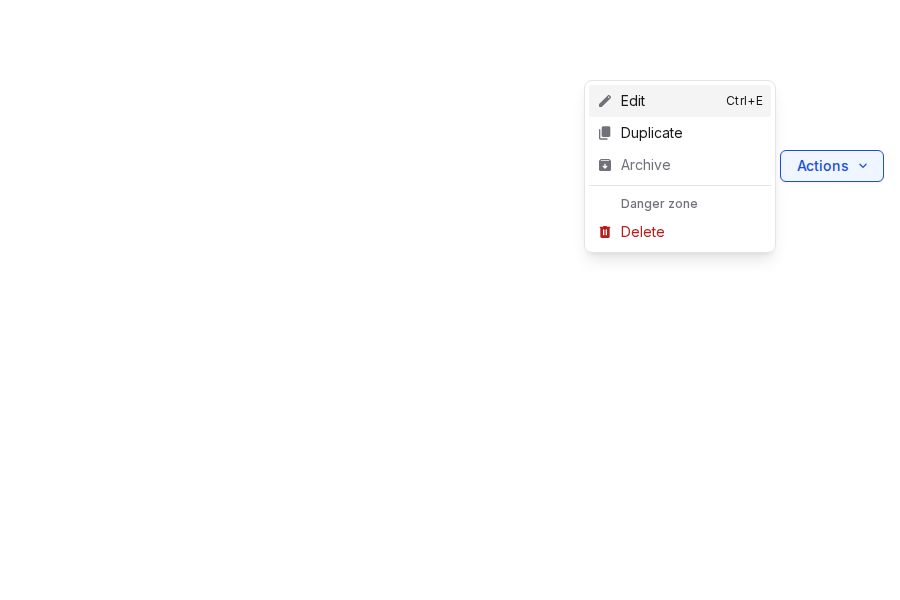 Edit Ctrl+E
Duplicate
Archive
Actions
Danger zone
Delete